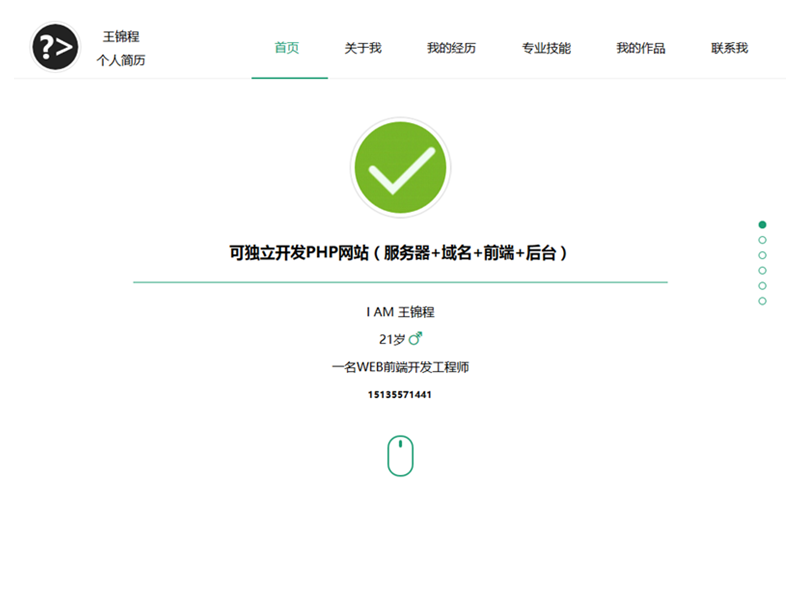 ?>
王锦程
个人简历
首页 关于我 我的经历 专业技能 我的作品 联系我
可独立开发PHP网站（服务器+域名+前端+后台）
I AM 王锦程
21岁
一名WEB前端开发工程师
15135571441